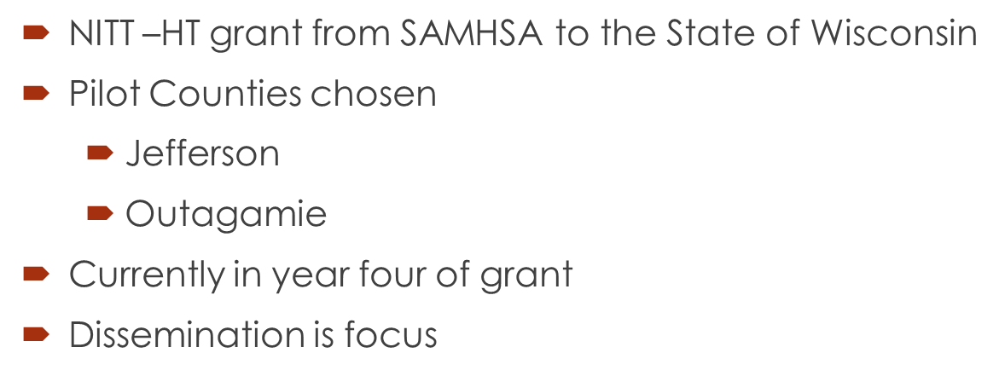 NITT –HT grant from SAMHSA to the State of Wisconsin
Pilot Counties chosen
Jefferson
Outagamie
Currently in year four of grant
Dissemination is focus